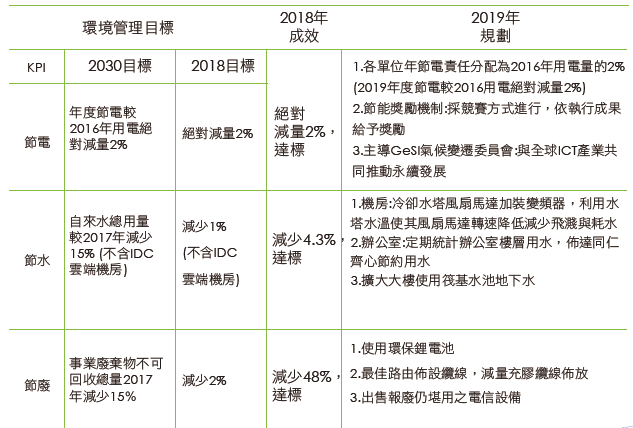 環境管理目標
2018年
成效
2019年
規劃
KPI
2030目標
2018目標
節電
年度節電較
2016年用電絕
對減量2%
絕對減量2%
絕對
減量2%，
達標
1.各單位年節電責任分配為2016年用電量的2%
(2019年度節電較2016用電絕對減量2%)
2.節能獎勵機制:採競賽方式進行，依執行成果
給予獎勵
3.主導GeSI氣候變遷委員會:與全球ICT產業共
同推動永續發展
節水
自來水總用量
較2017年減少
15% (不含IDC
雲端機房)
減少1%
(不含IDC
雲端機房)
減少4.3%，
達標
1.機房:冷卻水塔風扇馬達加裝變頻器，利用水
塔水溫使其風扇馬達轉速降低減少飛濺與耗水
2.辦公室:定期統計辦公室樓層用水，佈達同仁
齊心節約用水
3.擴大大樓使用筏基水池地下水
節廢
事業廢棄物不可
回收總量2017
年減少15%
減少2%
減少48%，
達標
1.使用環保鋰電池
2.最佳路由佈設纜線，減量充膠纜線佈放
3.出售報廢仍堪用之電信設備